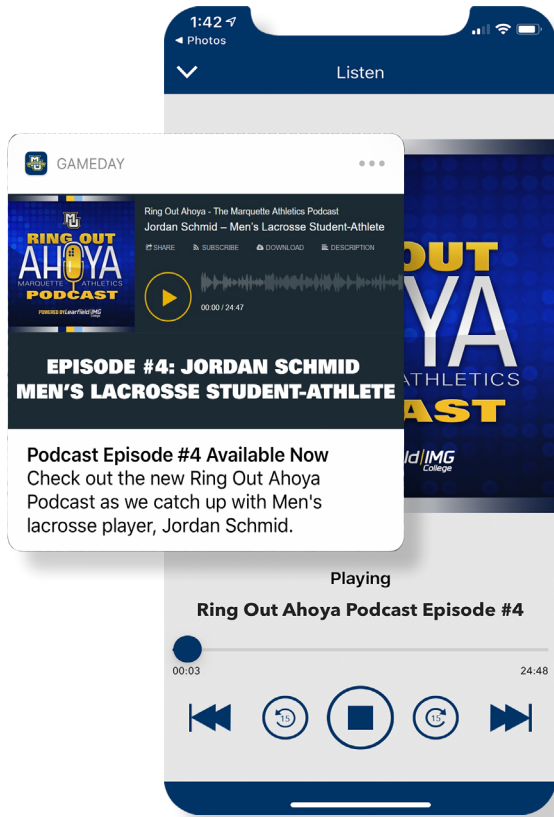 1:42
Photos
Listen
GAMEDAY
MU
RING OUT
AHOYA
MARQUETTE ATHLETICS
PODCAST
POWERED BY Learfield|IMG
College
Ring Out Ahoya - The Marquette Athletics Podcast
Jordan Schmid – Men's Lacrosse Student-Athlete
SHARE SUBSCRIBE DOWNLOAD DESCRIPTION
00:00 / 24:47
EPISODE #4: JORDAN SCHMID
MEN'S LACROSSE STUDENT-ATHLETE
Podcast Episode #4 Available Now
Check out the new Ring Out Ahoya
Podcast as we catch up with Men's
lacrosse player, Jordan Schmid.
OUT
YA
ATHLETICS
AST
ld|IMG
College
Playing
Ring Out Ahoya Podcast Episode #4
00:03 24:48
15 15